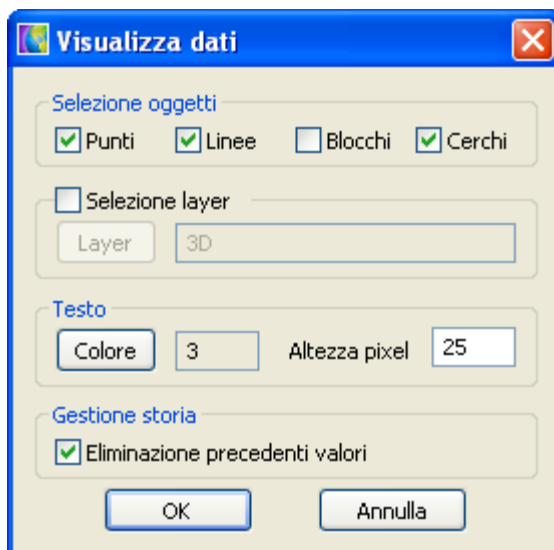 Visualizza dati
Selezione oggetti
Punti Linee Blocchi Cerchi
Selezione layer
Layer 3D
Testo
Colore 3 Altezza pixel 25
Gestione storia
Eliminazione precedenti valori
OK Annulla